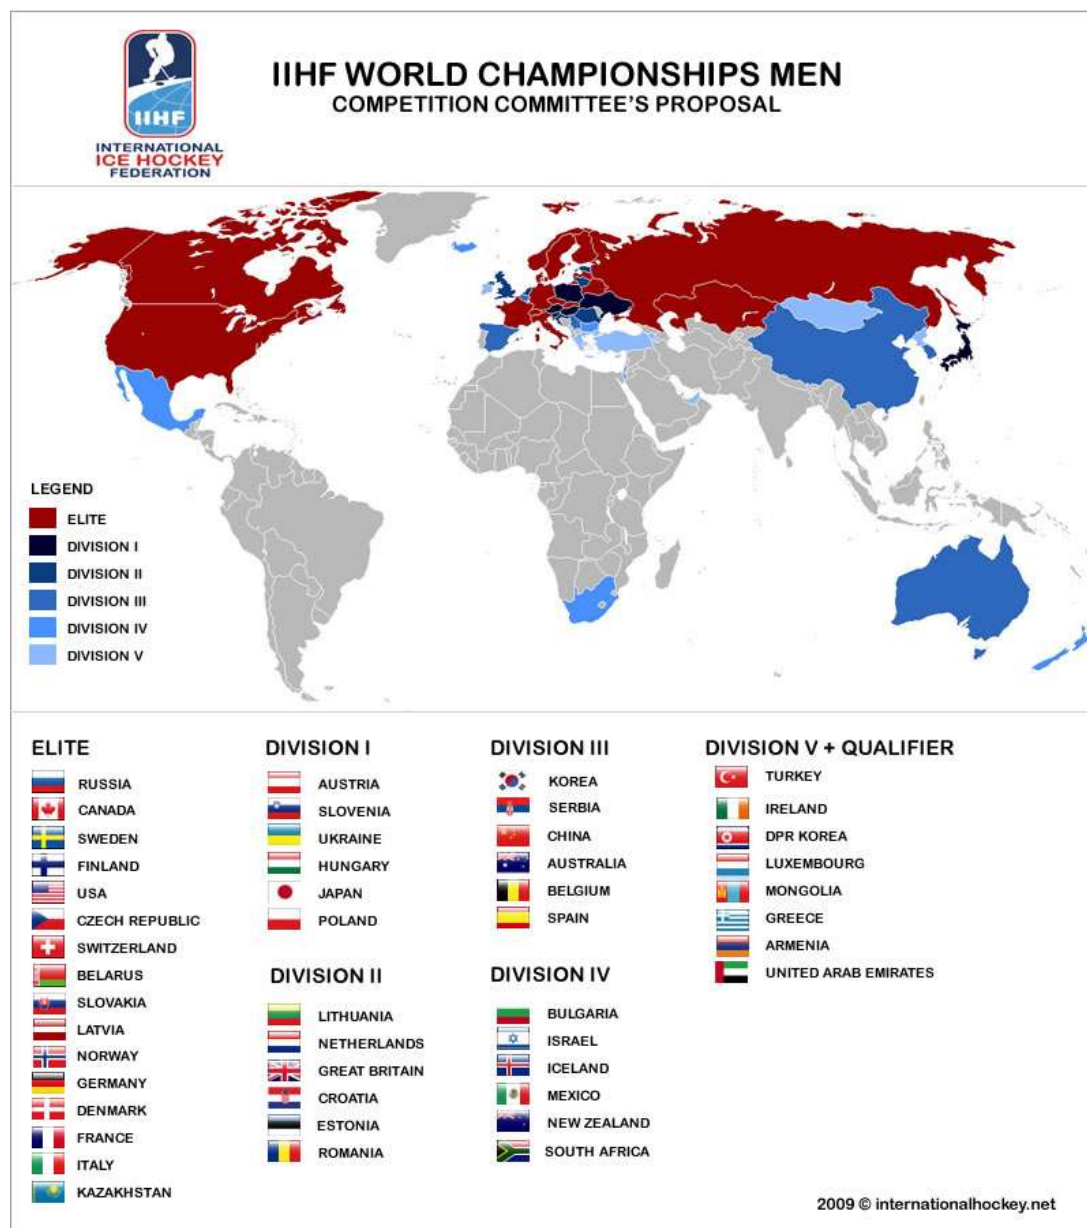 IIHF
INTERNATIONAL
ICE HOCKEY
FEDERATION
IIHF WORLD CHAMPIONSHIPS MEN
COMPETITION COMMITTEE'S PROPOSAL
LEGEND
ELITE
DIVISION I
DIVISION II
DIVISION III
DIVISION IV
DIVISION V
ELITE
RUSSIA
CANADA
SWEDEN
FINLAND
USA
CZECH REPUBLIC
SWITZERLAND
BELARUS
SLOVAKIA
LATVIA
NORWAY
GERMANY
DENMARK
FRANCE
ITALY
KAZAKHSTAN
DIVISION I
AUSTRIA
SLOVENIA
UKRAINE
HUNGARY
JAPAN
POLAND
DIVISION II
LITHUANIA
NETHERLANDS
GREAT BRITAIN
CROATIA
ESTONIA
ROMANIA
DIVISION III
KOREA
SERBIA
CHINA
AUSTRALIA
BELGIUM
SPAIN
DIVISION IV
BULGARIA
ISRAEL
ICELAND
MEXICO
NEW ZEALAND
SOUTH AFRICA
DIVISION V + QUALIFIER
TURKEY
IRELAND
DPR KOREA
LUXEMBOURG
MONGOLIA
GREECE
ARMENIA
UNITED ARAB EMIRATES
2009 © internationalhockey.net